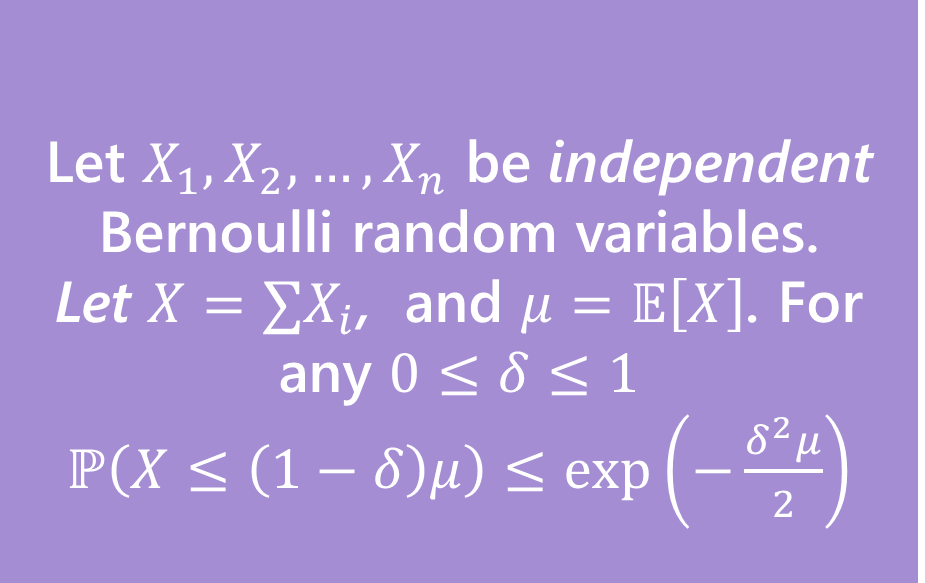 Let 𝑋₁, 𝑋₂, … , 𝑋ₙ be independent
Bernoulli random variables.
Let 𝑋 = ∑𝑋ᵢ, and 𝜇 = 𝔼[𝑋]. For
any 0 ≤ 𝛿 ≤ 1
ℙ(𝑋 ≤ (1 − 𝛿)𝜇) ≤ exp(−𝛿²𝜇/2)